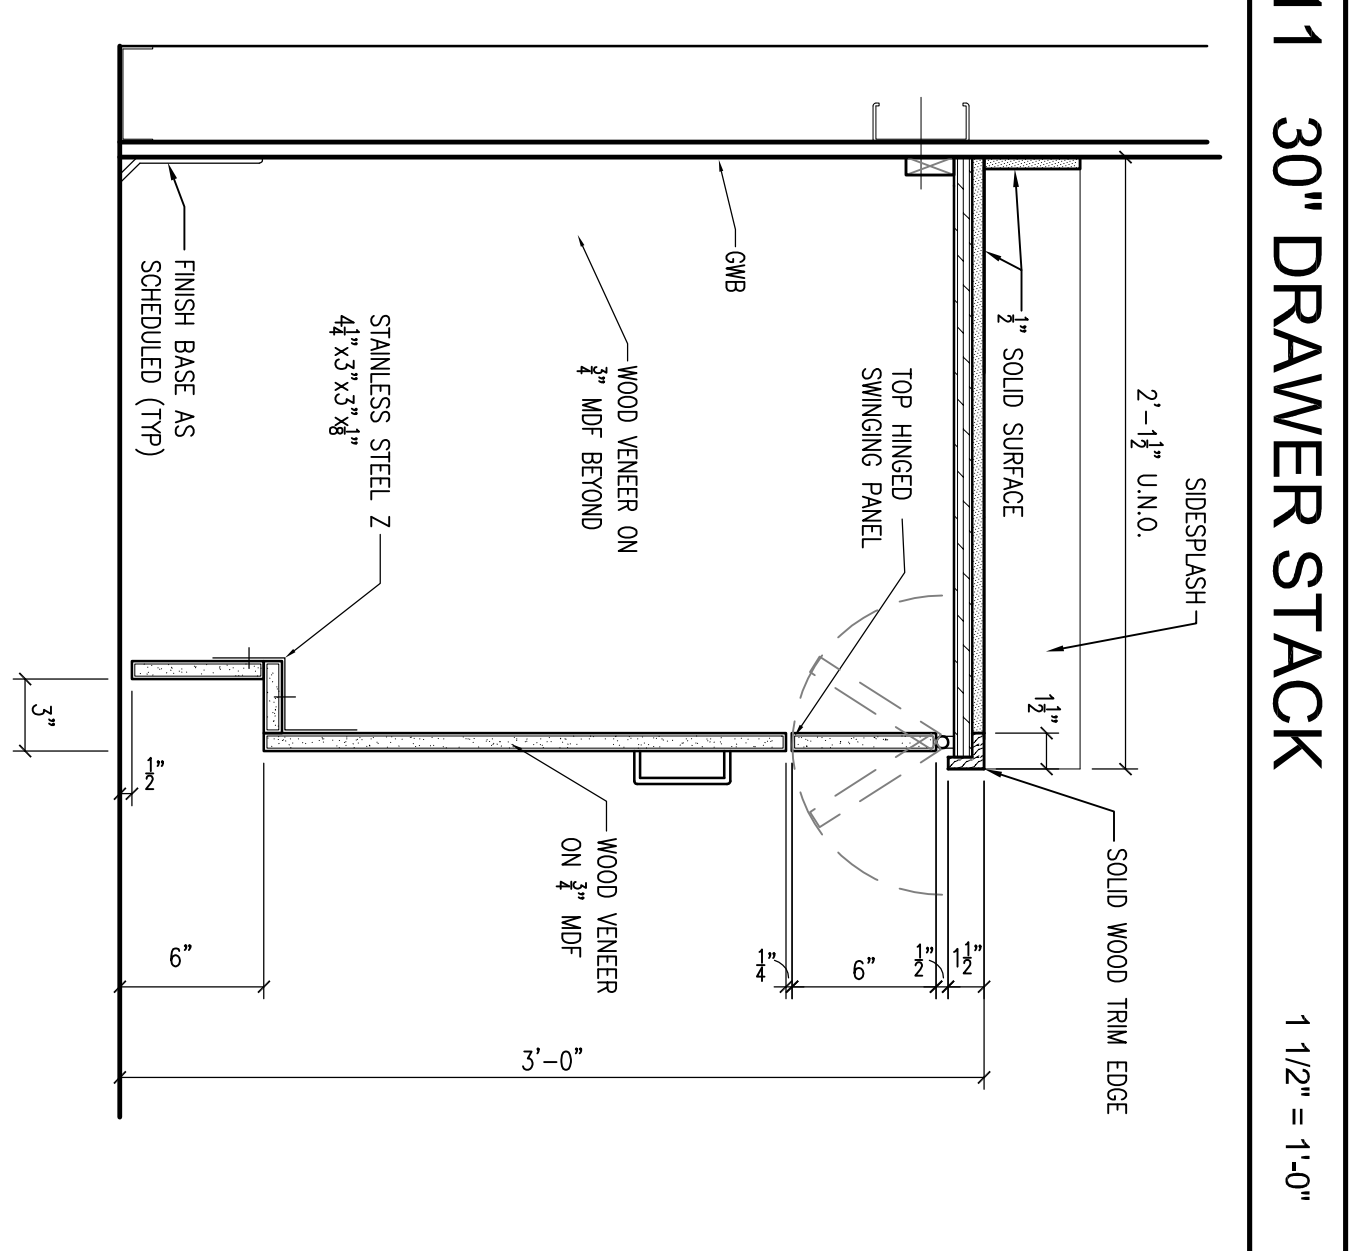 11 30" DRAWER STACK 1 1/2" = 1'-0"
SIDESPLASH
2'-1½" U.N.O.
1½"
SOLID WOOD TRIM EDGE
½" SOLID SURFACE
TOP HINGED
SWINGING PANEL
1½"
½"
6"
¼"
GWB
WOOD VENEER ON
¾" MDF BEYOND
3'-0"
WOOD VENEER
ON ¾" MDF
STAINLESS STEEL Z
4¼"x3"x3"x⅛"
FINISH BASE AS
SCHEDULED (TYP)
6"
½"
3"